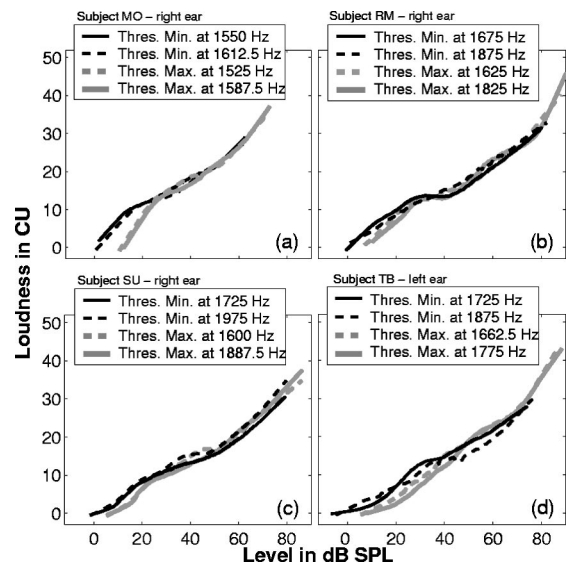 Subject MO – right ear
Thres. Min. at 1550 Hz
Thres. Min. at 1612.5 Hz
Thres. Max. at 1525 Hz
Thres. Max. at 1587.5 Hz
50
40
30
20
10
0
(a)
Subject RM – right ear
Thres. Min. at 1675 Hz
Thres. Min. at 1875 Hz
Thres. Max. at 1625 Hz
Thres. Max. at 1825 Hz
(b)
Loudness in CU
Subject SU – right ear
Thres. Min. at 1725 Hz
Thres. Min. at 1975 Hz
Thres. Max. at 1600 Hz
Thres. Max. at 1887.5 Hz
50
40
30
20
10
0
(c)
0 20 40 60 80
Subject TB – left ear
Thres. Min. at 1725 Hz
Thres. Min. at 1875 Hz
Thres. Max. at 1662.5 Hz
Thres. Max. at 1775 Hz
(d)
0 20 40 60 80
Level in dB SPL